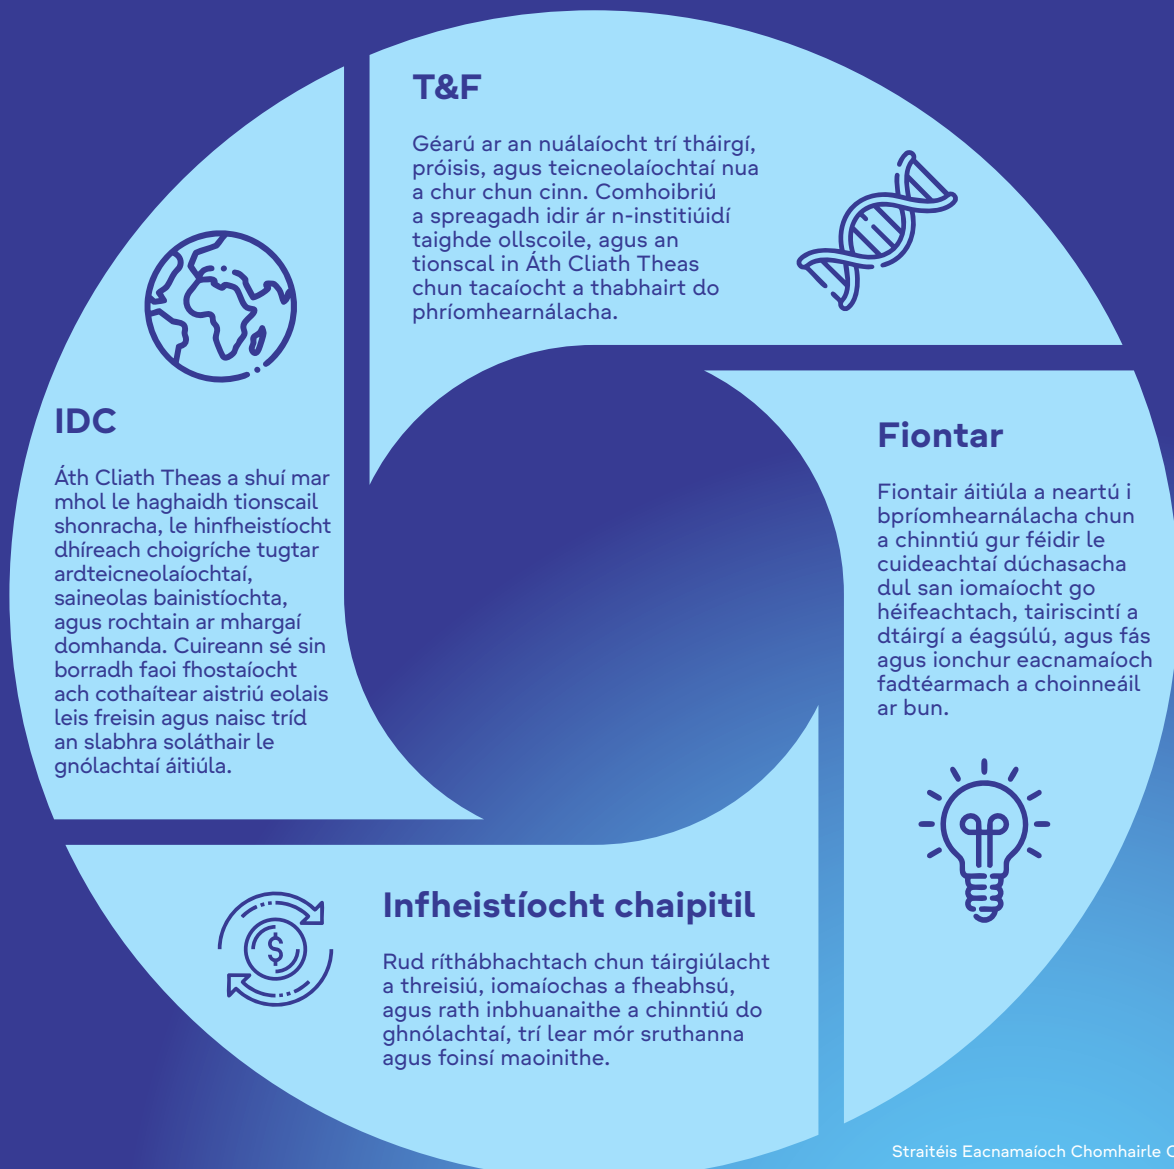 T&F
Géarú ar an nuálaíocht trí tháirgí,
próisis, agus teicneolaíochtaí nua
a chur chun cinn. Comhoibriú
a spreagadh idir ár n-institiúidí
taighde ollscoile, agus an
tionscal in Áth Cliath Theas
chun tacaíocht a thabhairt do
phríomhearnálacha.
IDC
Áth Cliath Theas a shuí mar
mhol le haghaidh tionscail
shonracha, le hinfheistíocht
dhíreach choigríche tugtar
ardteicneolaíochtaí,
saineolas bainistíochta,
agus rochtain ar mhargaí
domhanda. Cuireann sé sin
borradh faoi fhostaíocht
ach cothaítear aistriú eolais
leis freisin agus naisc tríd
an slabhra soláthair le
gnólachtaí áitiúla.
Fiontar
Fiontair áitiúla a neartú i
bpríomhearnálacha chun
a chinntiú gur féidir le
cuideachtaí dúchasacha
dul san iomaíocht go
héifeachtach, tairiscintí a
dtáirgí a éagsúlú, agus fás
agus ionchur eacnamaíoch
fadtéarmach a choinneáil
ar bun.
Infheistíocht chaipitil
Rud ríthábhachtach chun táirgiúlacht
a threisiú, iomaíochas a fheabhsú,
agus rath inbhuanaithe a chinntiú do
ghnólachtaí, trí lear mór sruthanna
agus foinsí maoinithe.
$
Straitéis Eacnamaíoch Chomhairle